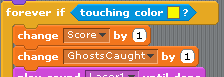 forever if touching color ?
change Score by 1
change GhostsCaught by 1